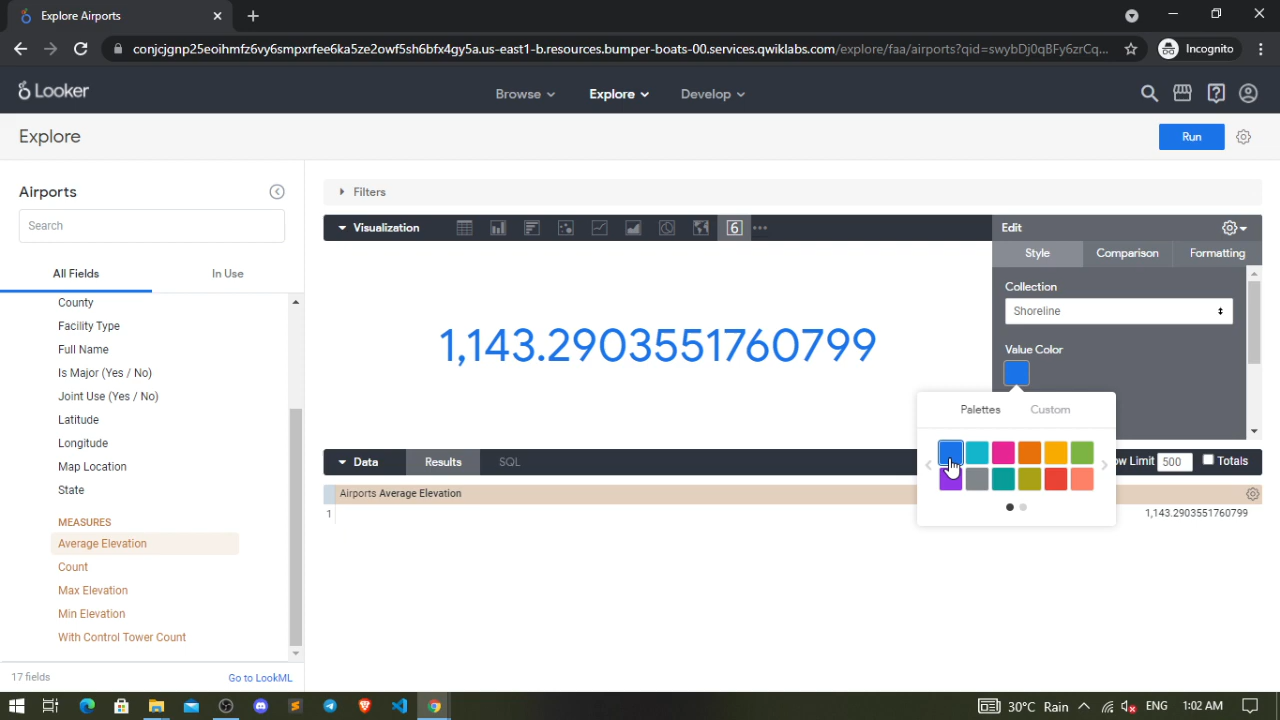 Explore Airports
conjcjgnp25eoihmfz6vy6smpxrfee6ka5ze2owf5sh6bfx4gy5a.us-east1-b.resources.bumper-boats-00.services.qwiklabs.com/explore/faa/airports?qid=swybDj0qBFy6zrCq...
Incognito
Looker
Browse
Explore
Develop
Explore
Run
Airports
Search
All Fields
In Use
County
Facility Type
Full Name
Is Major (Yes / No)
Joint Use (Yes / No)
Latitude
Longitude
Map Location
State
MEASURES
Average Elevation
Count
Max Elevation
Min Elevation
With Control Tower Count
17 fields
Go to LookML
Filters
Visualization
6
Edit
Style
Comparison
Formatting
Collection
Shoreline
Value Color
1,143.2903551760799
Palettes
Custom
Data
Results
SQL
Limit
500
Totals
Airports Average Elevation
1
1,143.2903551760799
30°C Rain
ENG
1:02 AM